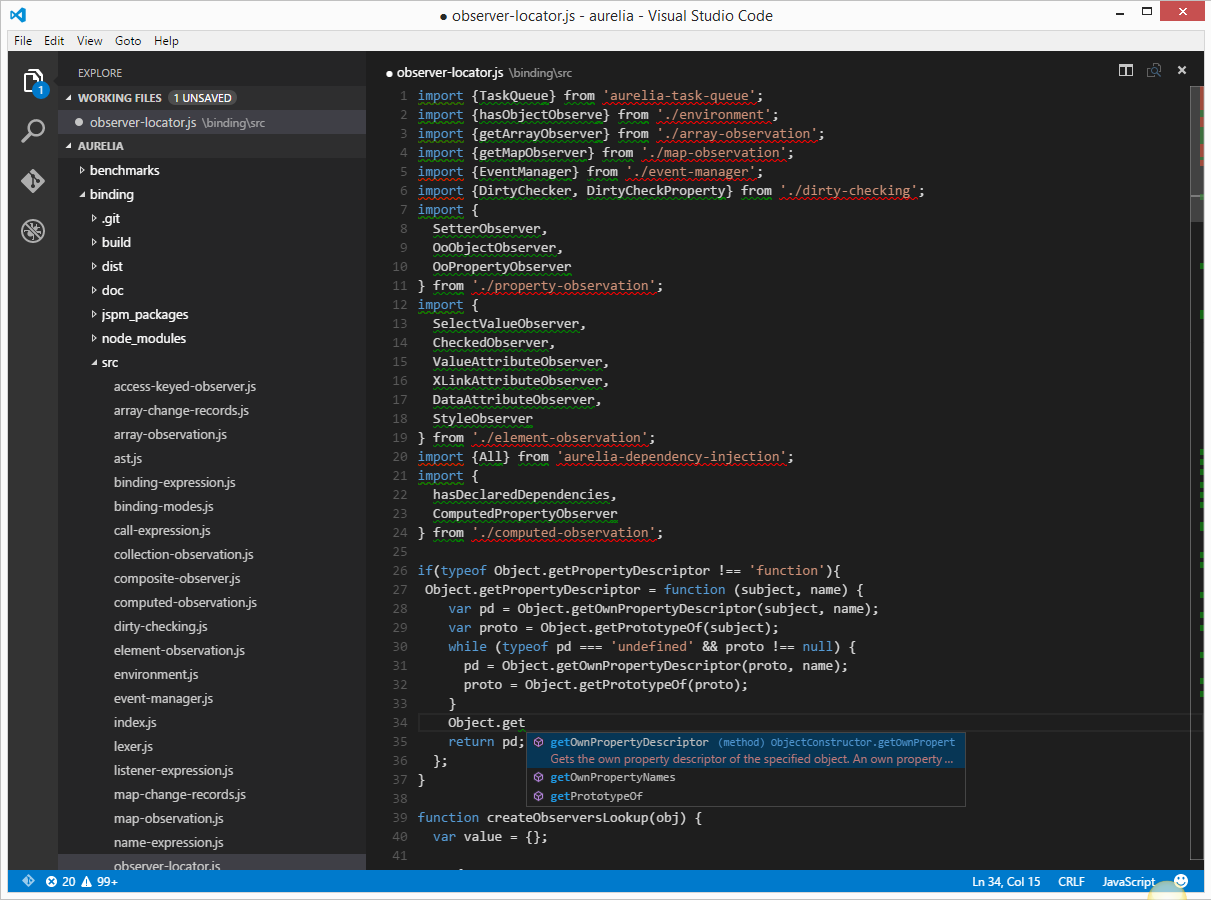 ● observer-locator.js - aurelia - Visual Studio Code
File Edit View Goto Help
1
EXPLORE
WORKING FILES 1 UNSAVED
observer-locator.js \binding\src
AURELIA
benchmarks
binding
.git
build
dist
doc
jspm_packages
node_modules
src
access-keyed-observer.js
array-change-records.js
array-observation.js
ast.js
binding-expression.js
binding-modes.js
call-expression.js
collection-observation.js
composite-observer.js
computed-observation.js
dirty-checking.js
element-observation.js
environment.js
event-manager.js
index.js
lexer.js
listener-expression.js
map-change-records.js
map-observation.js
name-expression.js
observer-locator.js
● observer-locator.js \binding\src
1 import {TaskQueue} from 'aurelia-task-queue';
2 import {hasObjectObserve} from './environment';
3 import {getArrayObserver} from './array-observation';
4 import {getMapObserver} from './map-observation';
5 import {EventManager} from './event-manager';
6 import {DirtyChecker, DirtyCheckProperty} from './dirty-checking';
7 import {
8 SetterObserver,
9 OoObjectObserver,
10 OoPropertyObserver
11 } from './property-observation';
12 import {
13 SelectValueObserver,
14 CheckedObserver,
15 ValueAttributeObserver,
16 XLinkAttributeObserver,
17 DataAttributeObserver,
18 StyleObserver
19 } from './element-observation';
20 import {All} from 'aurelia-dependency-injection';
21 import {
22 hasDeclaredDependencies,
23 ComputedPropertyObserver
24 } from './computed-observation';
25
26 if(typeof Object.getPropertyDescriptor !== 'function'){
27 Object.getPropertyDescriptor = function (subject, name) {
28 var pd = Object.getOwnPropertyDescriptor(subject, name);
29 var proto = Object.getPrototypeOf(subject);
30 while (typeof pd === 'undefined' && proto !== null) {
31 pd = Object.getOwnPropertyDescriptor(proto, name);
32 proto = Object.getPrototypeOf(proto);
33 }
34 Object.get
35 return pd;
36 };
37 }
38
39 function createObserversLookup(obj) {
40 var value = {};
41
getOwnPropertyDescriptor (method) ObjectConstructor.getOwnPropert
Gets the own property descriptor of the specified object. An own property ...
getOwnPropertyNames
getPrototypeOf
20 99+
Ln 34, Col 15 CRLF JavaScript